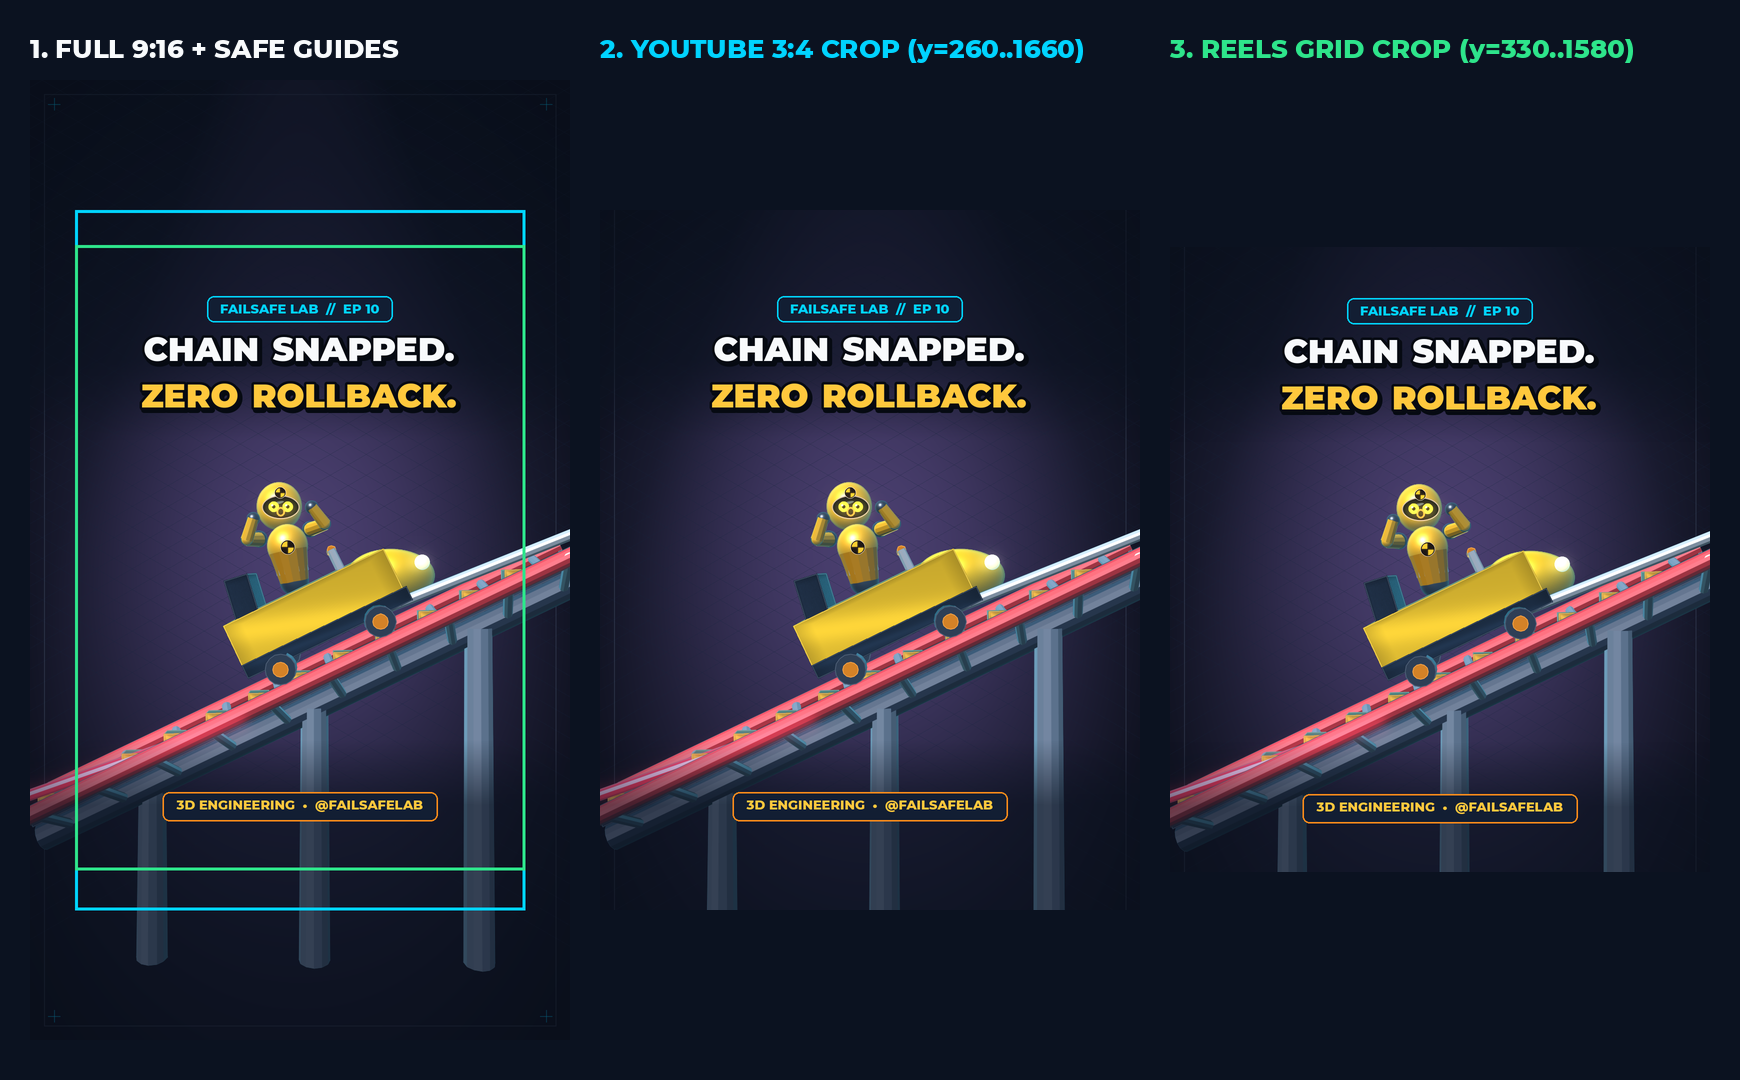 1. FULL 9:16 + SAFE GUIDES
FAILSAFE LAB // EP 10
CHAIN SNAPPED.
ZERO ROLLBACK.
3D ENGINEERING • @FAILSAFELAB
2. YOUTUBE 3:4 CROP (y=260..1660)
FAILSAFE LAB // EP 10
CHAIN SNAPPED.
ZERO ROLLBACK.
3D ENGINEERING • @FAILSAFELAB
3. REELS GRID CROP (y=330..1580)
FAILSAFE LAB // EP 10
CHAIN SNAPPED.
ZERO ROLLBACK.
3D ENGINEERING • @FAILSAFELAB